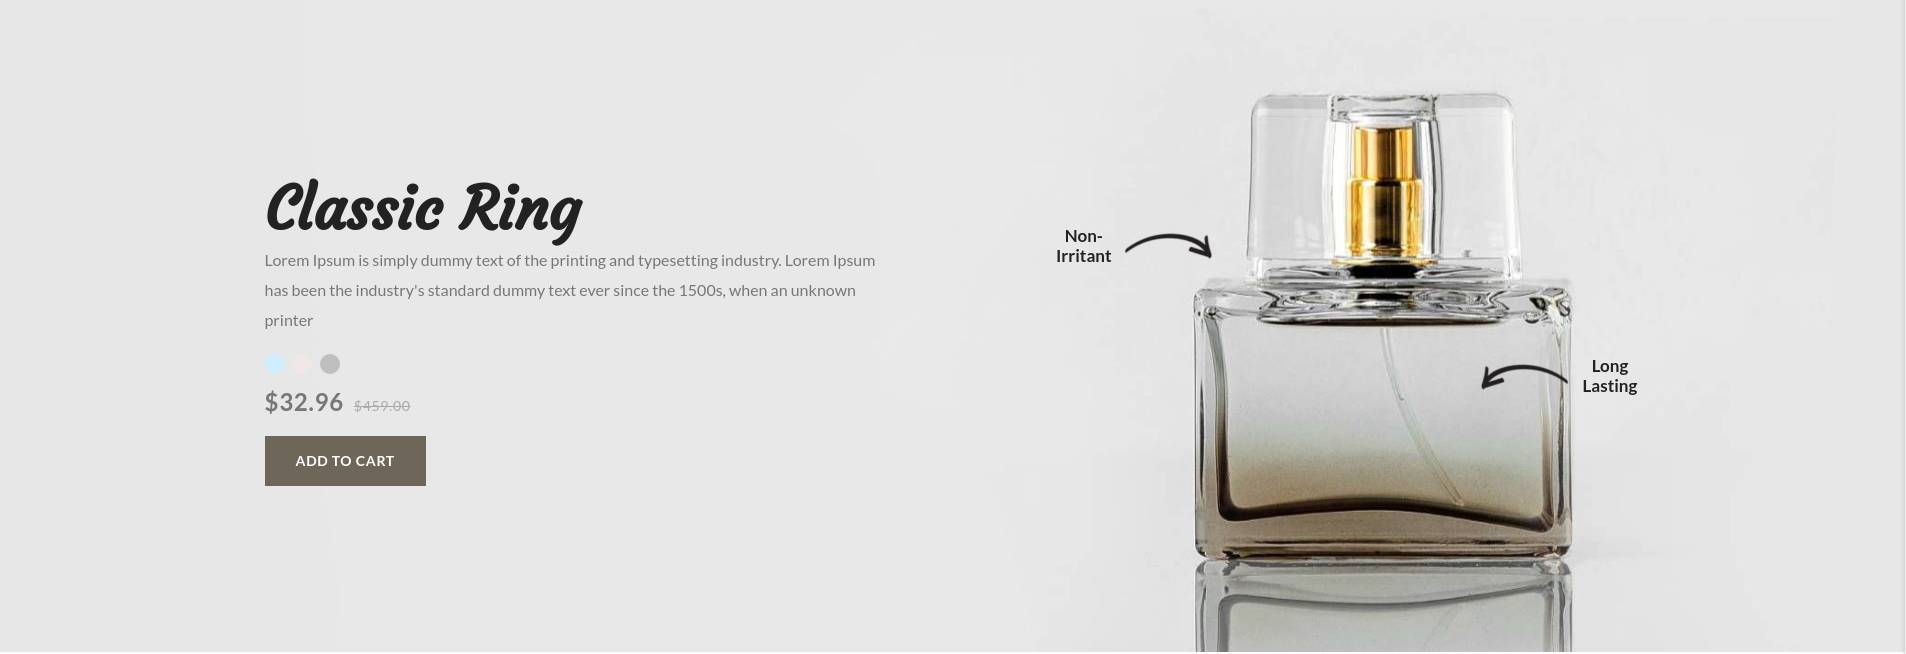 Classic Ring
Lorem Ipsum is simply dummy text of the printing and typesetting industry. Lorem Ipsum
has been the industry's standard dummy text ever since the 1500s, when an unknown
printer
$32.96 $459.00
ADD TO CART
Non-
Irritant
Long
Lasting